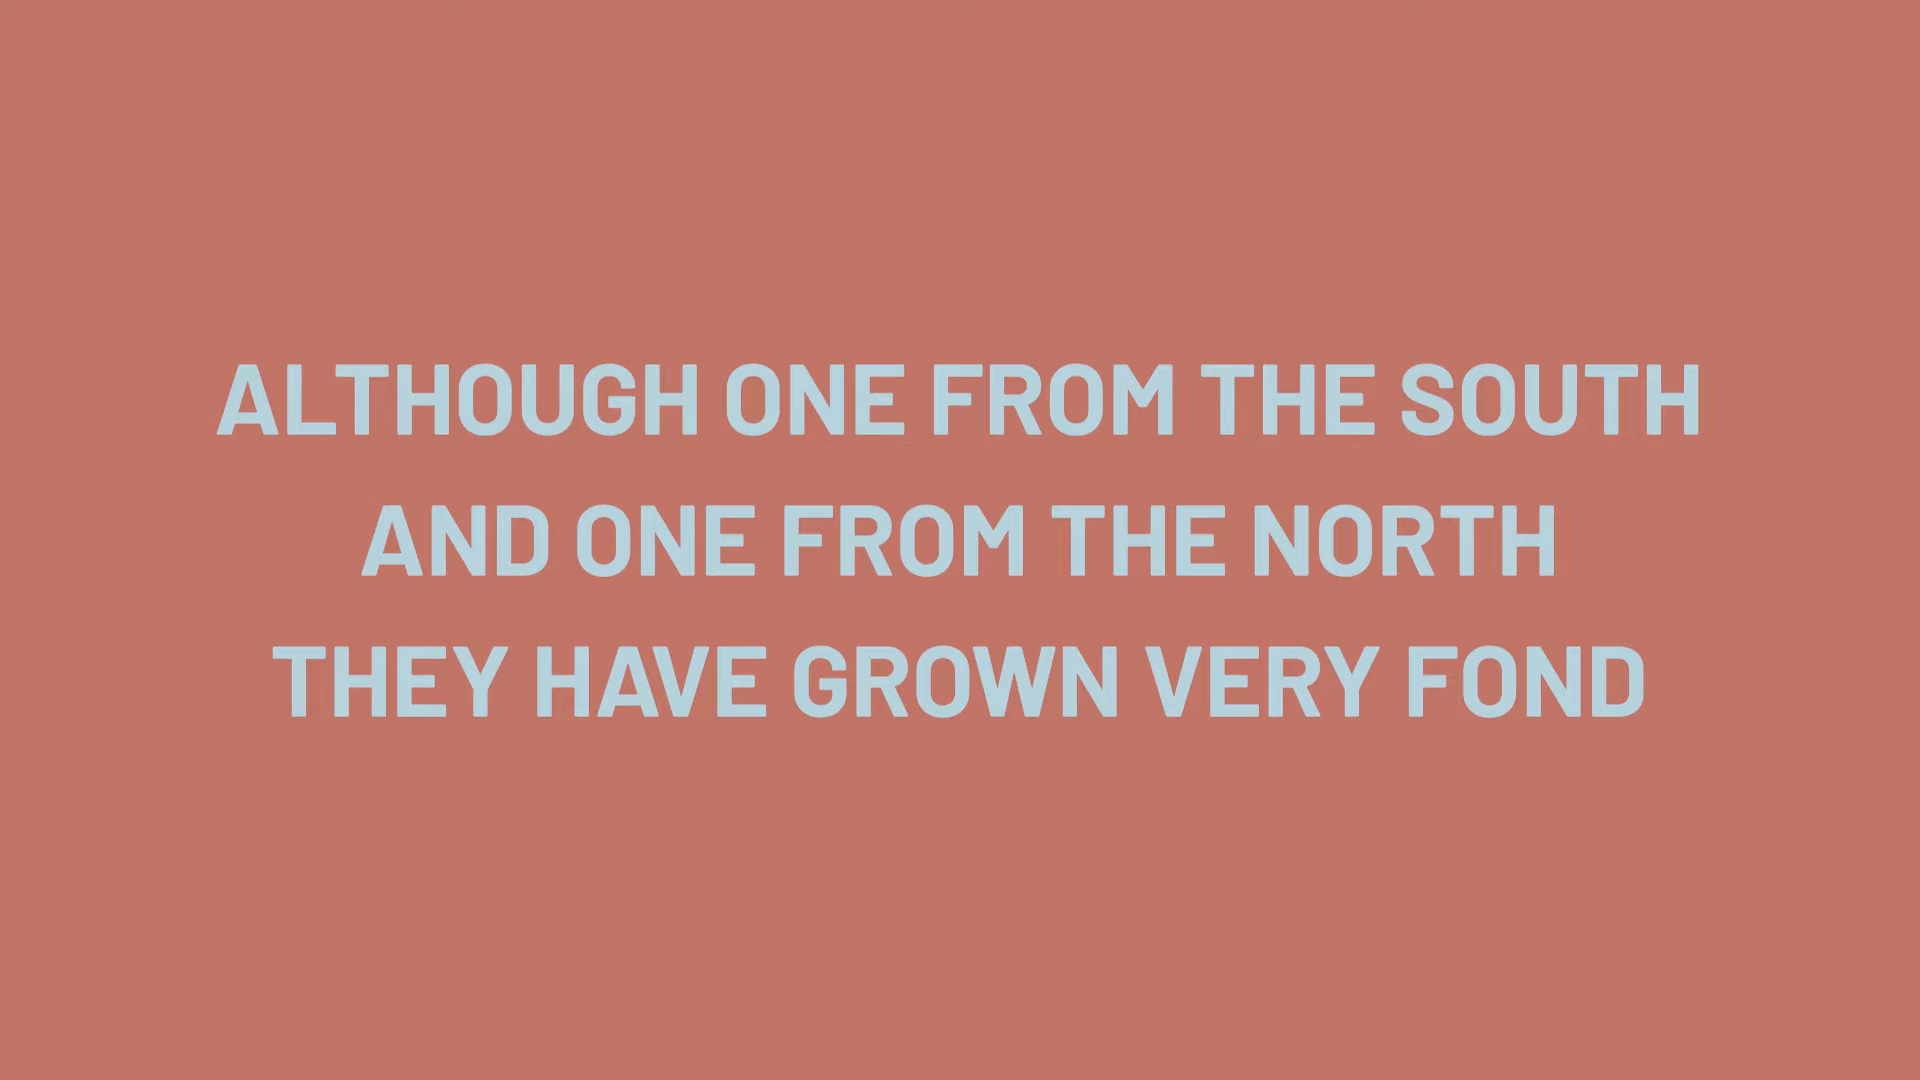 ALTHOUGH ONE FROM THE SOUTH
AND ONE FROM THE NORTH
THEY HAVE GROWN VERY FOND